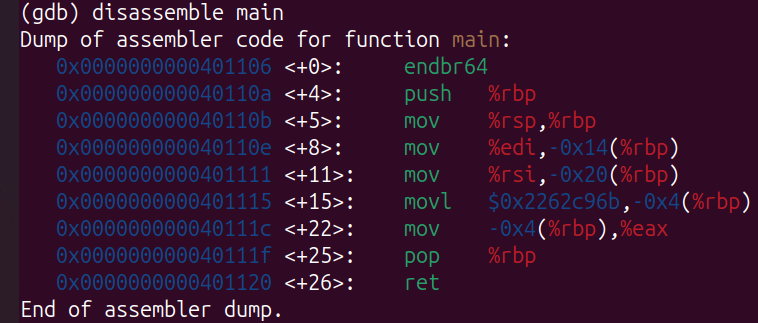 (gdb) disassemble main
Dump of assembler code for function main:
   0x0000000000401106 <+0>:     endbr64
   0x000000000040110a <+4>:     push   %rbp
   0x000000000040110b <+5>:     mov    %rsp,%rbp
   0x000000000040110e <+8>:     mov    %edi,-0x14(%rbp)
   0x0000000000401111 <+11>:    mov    %rsi,-0x20(%rbp)
   0x0000000000401115 <+15>:    movl   $0x2262c96b,-0x4(%rbp)
   0x000000000040111c <+22>:    mov    -0x4(%rbp),%eax
   0x000000000040111f <+25>:    pop    %rbp
   0x0000000000401120 <+26>:    ret
End of assembler dump.